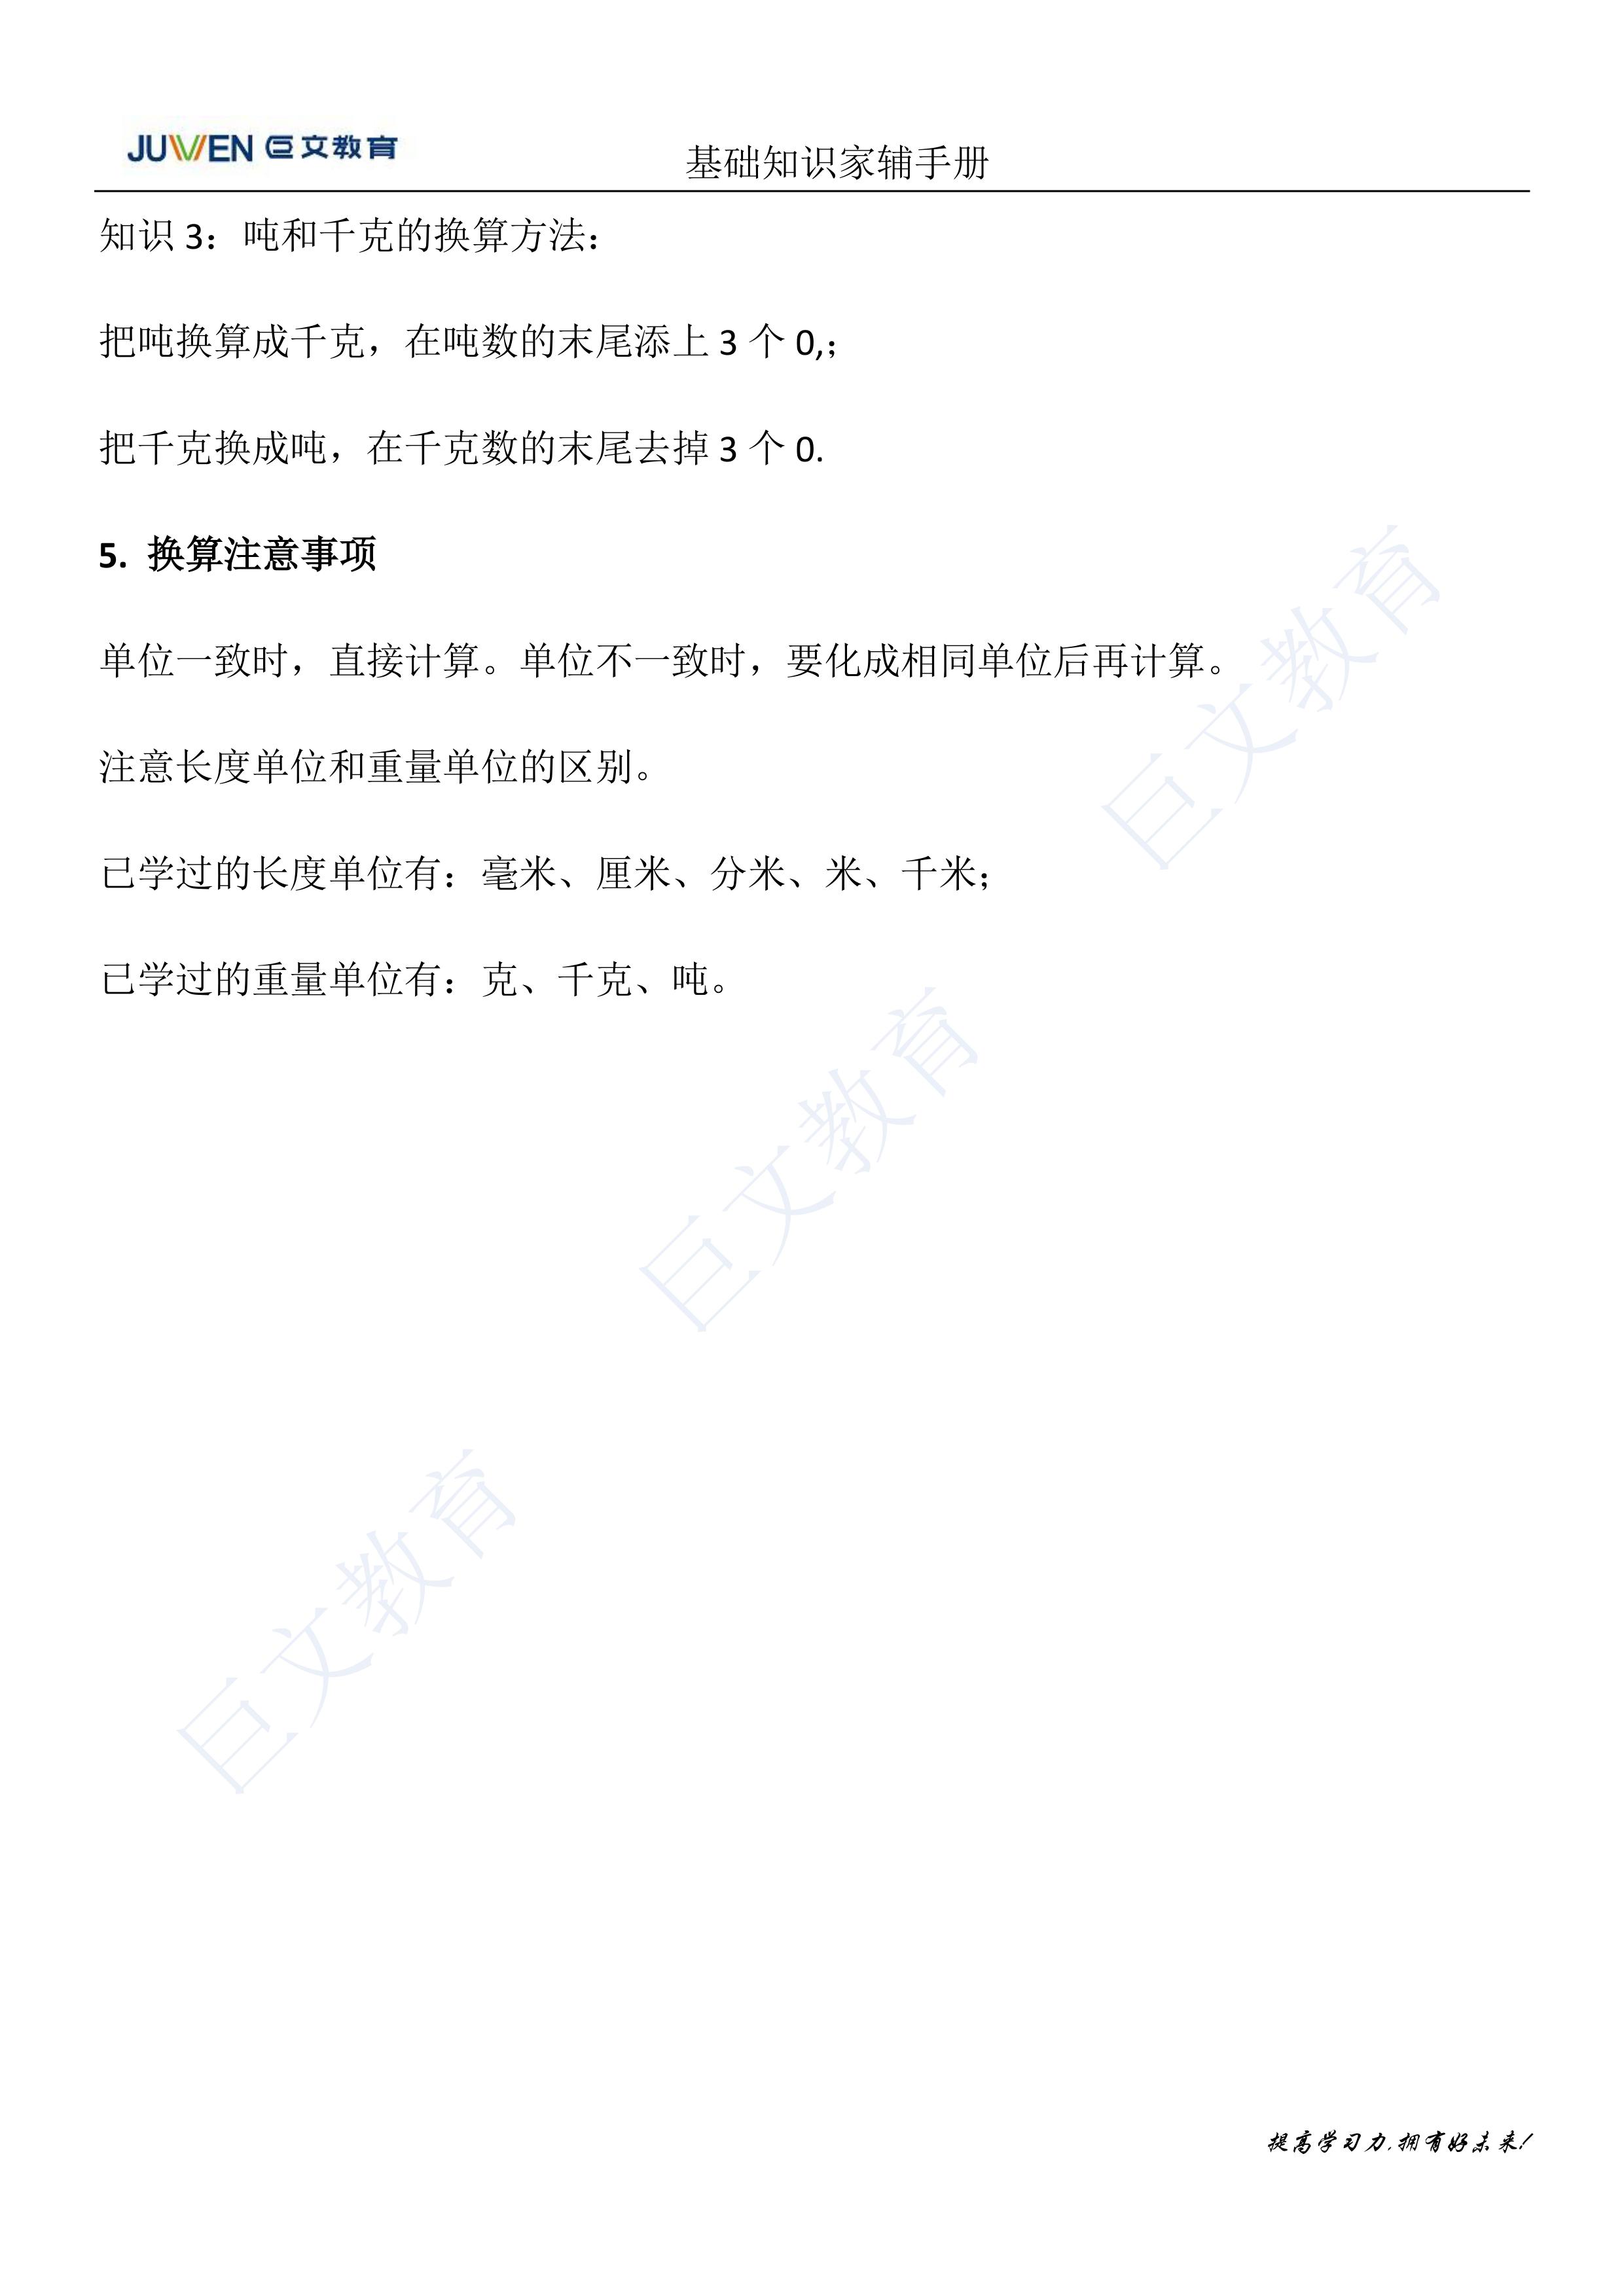 JUWEN 巨文教育
基础知识家辅手册
知识 3：吨和千克的换算方法：
把吨换算成千克，在吨数的末尾添上 3 个 0,；
把千克换成吨，在千克数的末尾去掉 3 个 0.
5. 换算注意事项
单位一致时，直接计算。单位不一致时，要化成相同单位后再计算。
注意长度单位和重量单位的区别。
已学过的长度单位有：毫米、厘米、分米、米、千米；
已学过的重量单位有：克、千克、吨。
巨文教育
巨文教育
巨文教育
提高学习力,拥有好未来!